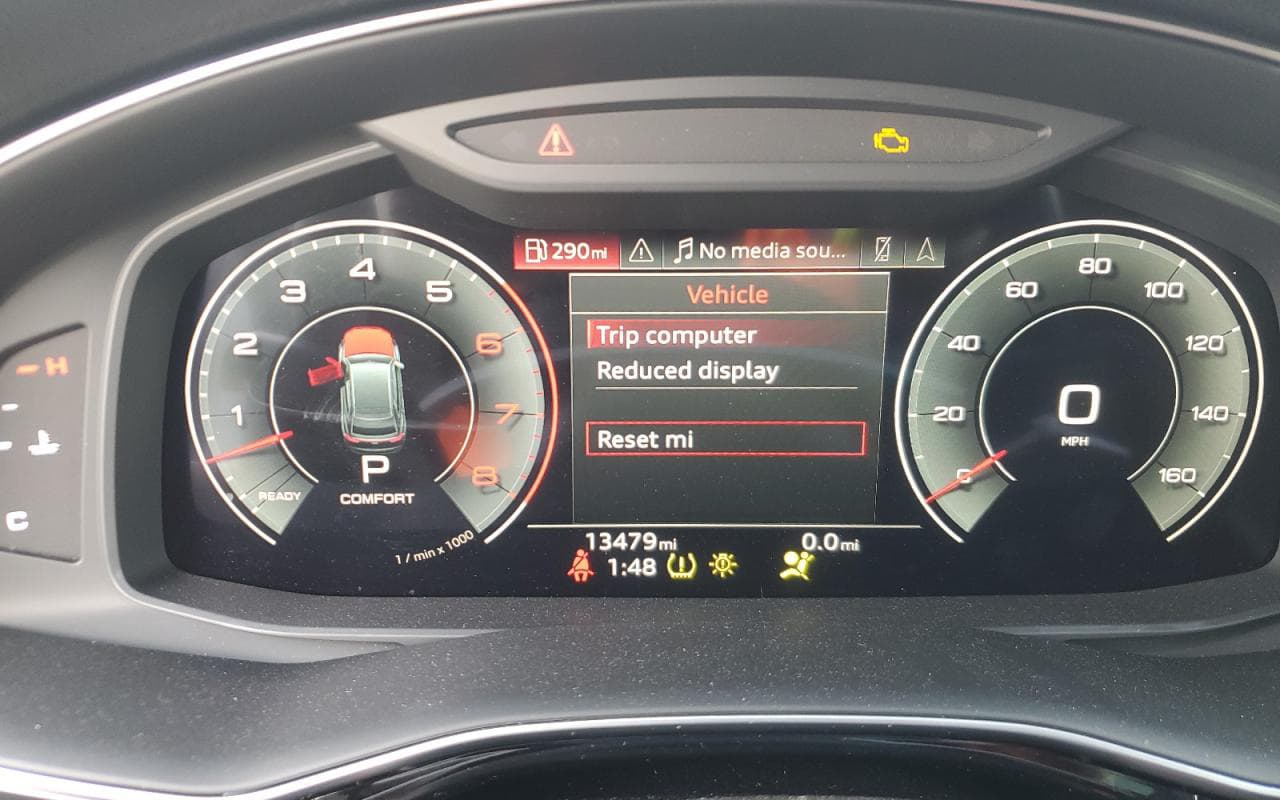 290mi No media sou...
Vehicle
Trip computer
Reduced display
Reset mi
13479mi 0.0mi
1:48
H
C
1
2
3
4
5
6
7
8
READY
P
COMFORT
1 / min x 1000
0
20
40
60
80
100
120
140
160
0
MPH